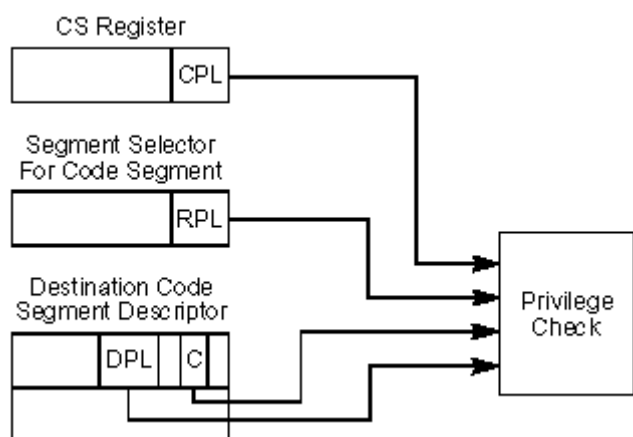 CS Register
CPL
Segment Selector
For Code Segment
RPL
Destination Code
Segment Descriptor
DPL
C
Privilege
Check